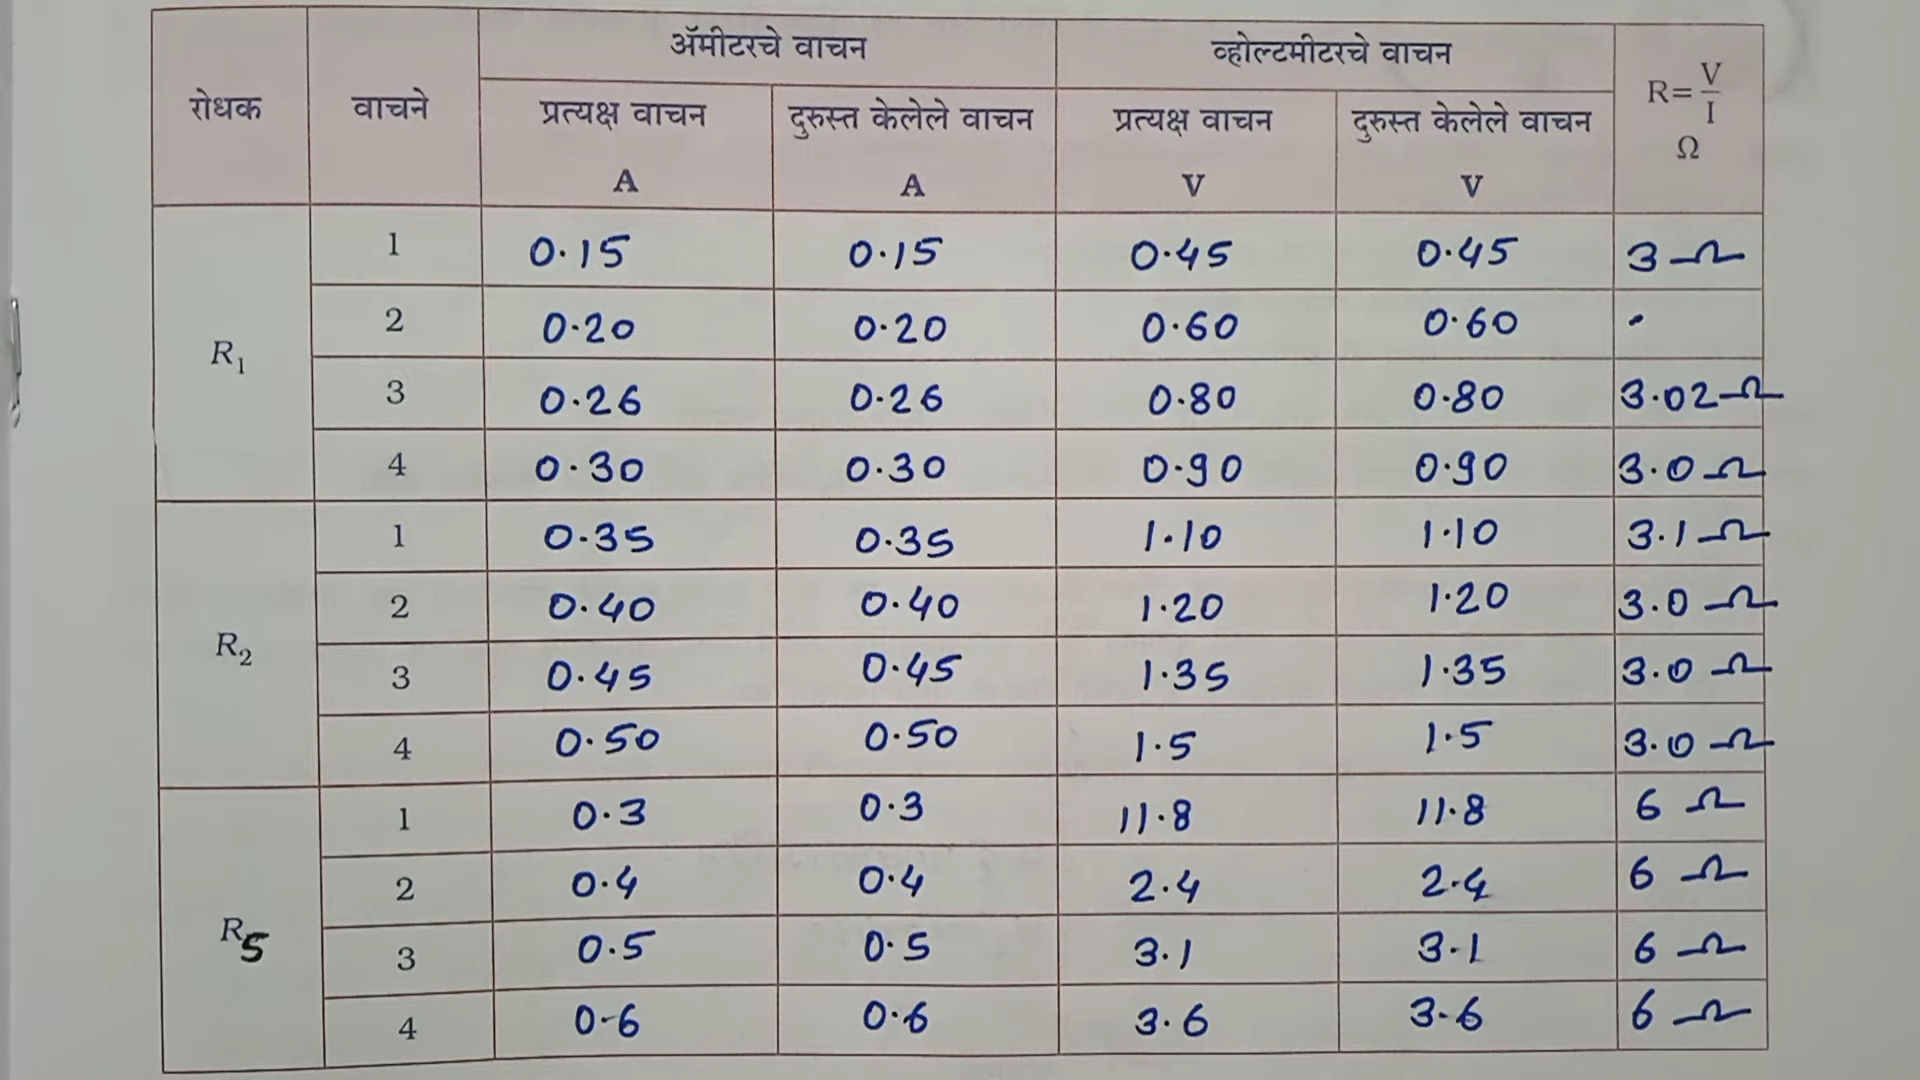 रोधक वाचने ॲमीटरचे वाचन व्होल्टमीटरचे वाचन R=V/I Ω
प्रत्यक्ष वाचन A दुरुस्त केलेले वाचन A प्रत्यक्ष वाचन V दुरुस्त केलेले वाचन V
R₁ 1 0.15 0.15 0.45 0.45 3 Ω
2 0.20 0.20 0.60 0.60 .
3 0.26 0.26 0.80 0.80 3.02 Ω
4 0.30 0.30 0.90 0.90 3.0 Ω
R₂ 1 0.35 0.35 1.10 1.10 3.1 Ω
2 0.40 0.40 1.20 1.20 3.0 Ω
3 0.45 0.45 1.35 1.35 3.0 Ω
4 0.50 0.50 1.5 1.5 3.0 Ω
R5 1 0.3 0.3 11.8 11.8 6 Ω
2 0.4 0.4 2.4 2.4 6 Ω
3 0.5 0.5 3.1 3.1 6 Ω
4 0.6 0.6 3.6 3.6 6 Ω